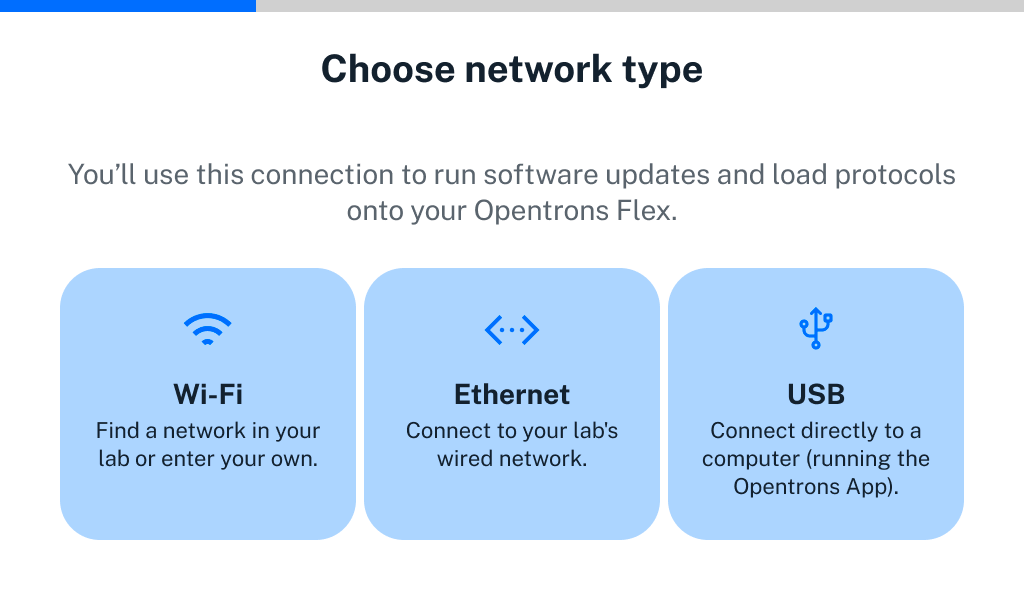 Choose network type
You’ll use this connection to run software updates and load protocols
onto your Opentrons Flex.
Wi-Fi
Find a network in your
lab or enter your own.
Ethernet
Connect to your lab's
wired network.
USB
Connect directly to a
computer (running the
Opentrons App).